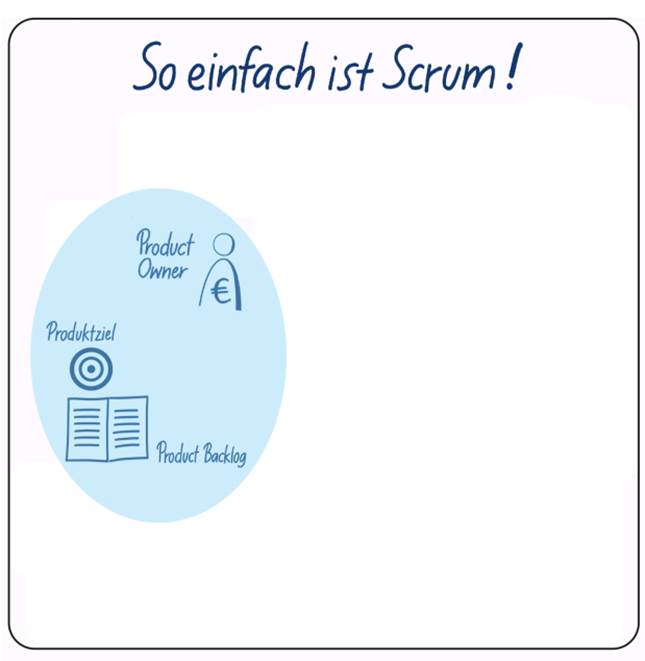 So einfach ist Scrum!
Product
Owner
€
Produktziel
Product Backlog